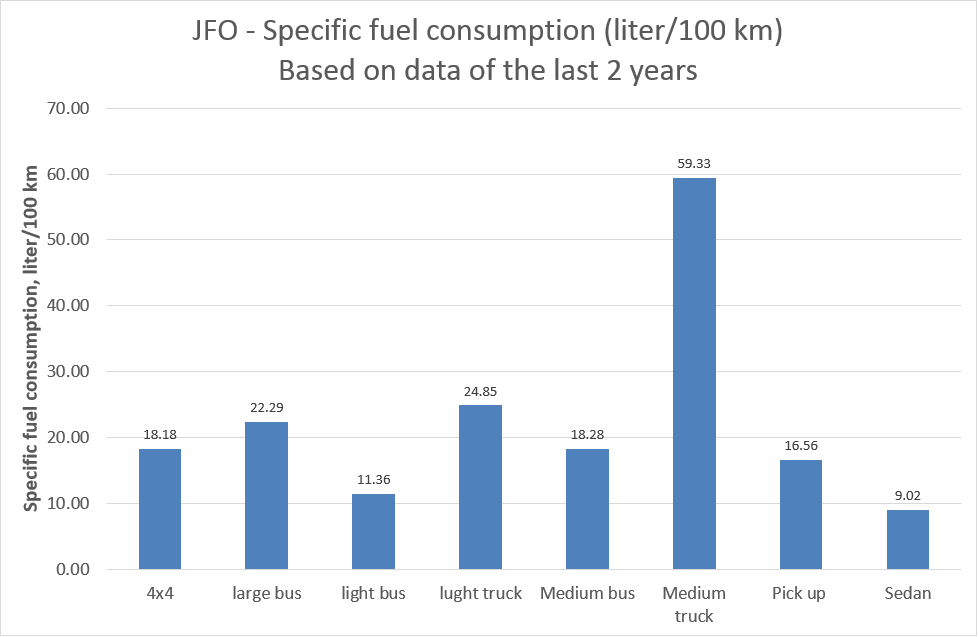 JFO - Specific fuel consumption (liter/100 km)
Based on data of the last 2 years
Specific fuel consumption, liter/100 km
70.00
60.00
50.00
40.00
30.00
20.00
10.00
0.00
18.18
22.29
11.36
24.85
18.28
59.33
16.56
9.02
4x4
large bus
light bus
lught truck
Medium bus
Medium
truck
Pick up
Sedan